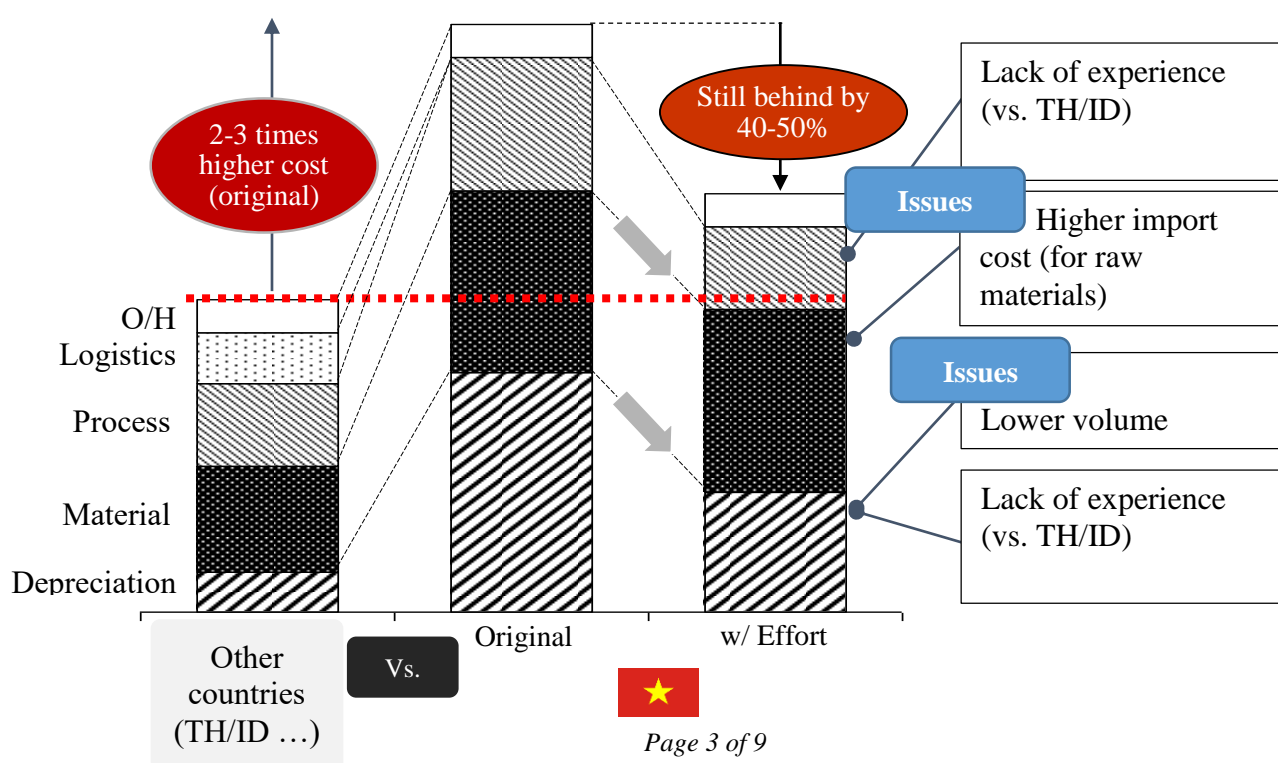 2-3 times
higher cost
(original)
Still behind by
40-50%
Lack of experience
(vs. TH/ID)
Issues
Higher import
cost (for raw
materials)
Issues
Lower volume
Lack of experience
(vs. TH/ID)
O/H
Logistics
Process
Material
Depreciation
Original
w/ Effort
Other
countries
(TH/ID …)
Vs.
Page 3 of 9